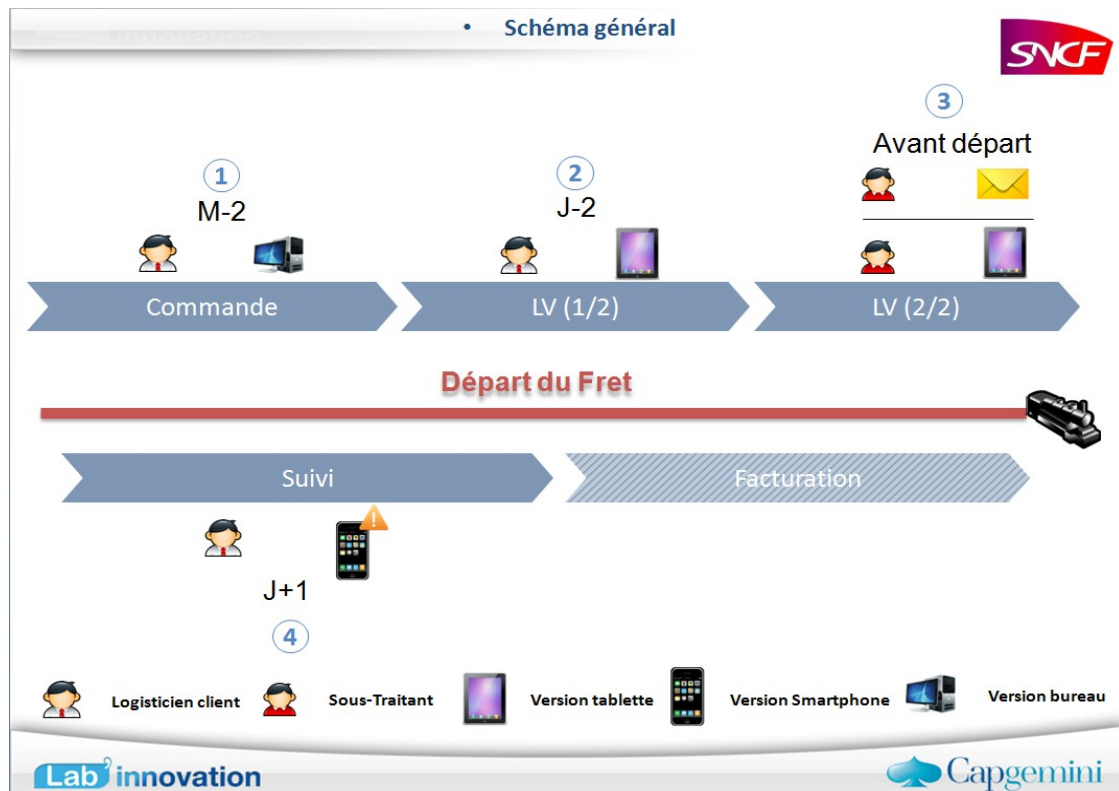 • Schéma général
SNCF
3
Avant départ
1
M-2
2
J-2
Commande
LV (1/2)
LV (2/2)
Départ du Fret
Suivi
Facturation
J+1
4
Logisticien client
Sous-Traitant
Version tablette
Version Smartphone
Version bureau
Lab'innovation
Capgemini